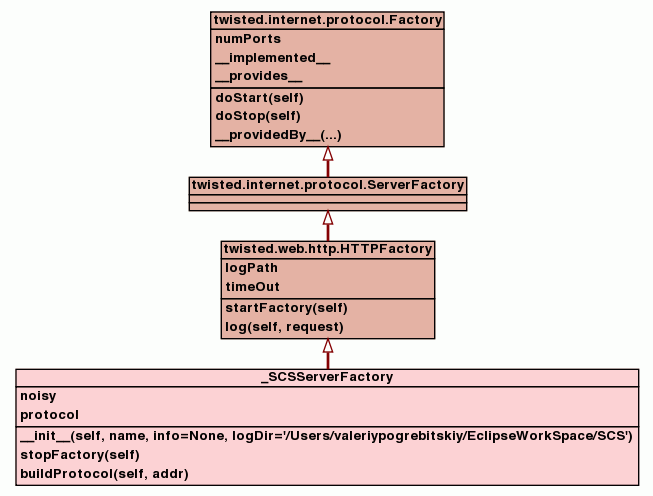 twisted.internet.protocol.Factory
numPorts
__implemented__
__provides__
doStart(self)
doStop(self)
__providedBy__(...)
twisted.internet.protocol.ServerFactory
twisted.web.http.HTTPFactory
logPath
timeOut
startFactory(self)
log(self, request)
_SCSServerFactory
noisy
protocol
__init__(self, name, info=None, logDir='/Users/valeriypogrebitskiy/EclipseWorkSpace/SCS')
stopFactory(self)
buildProtocol(self, addr)